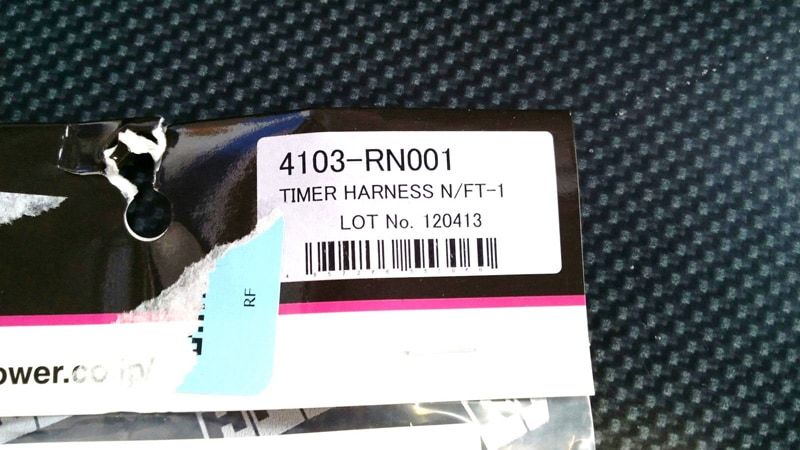 4103-RN001
TIMER HARNESS N/FT-1
LOT No. 120413
RF
ower.co.jp/